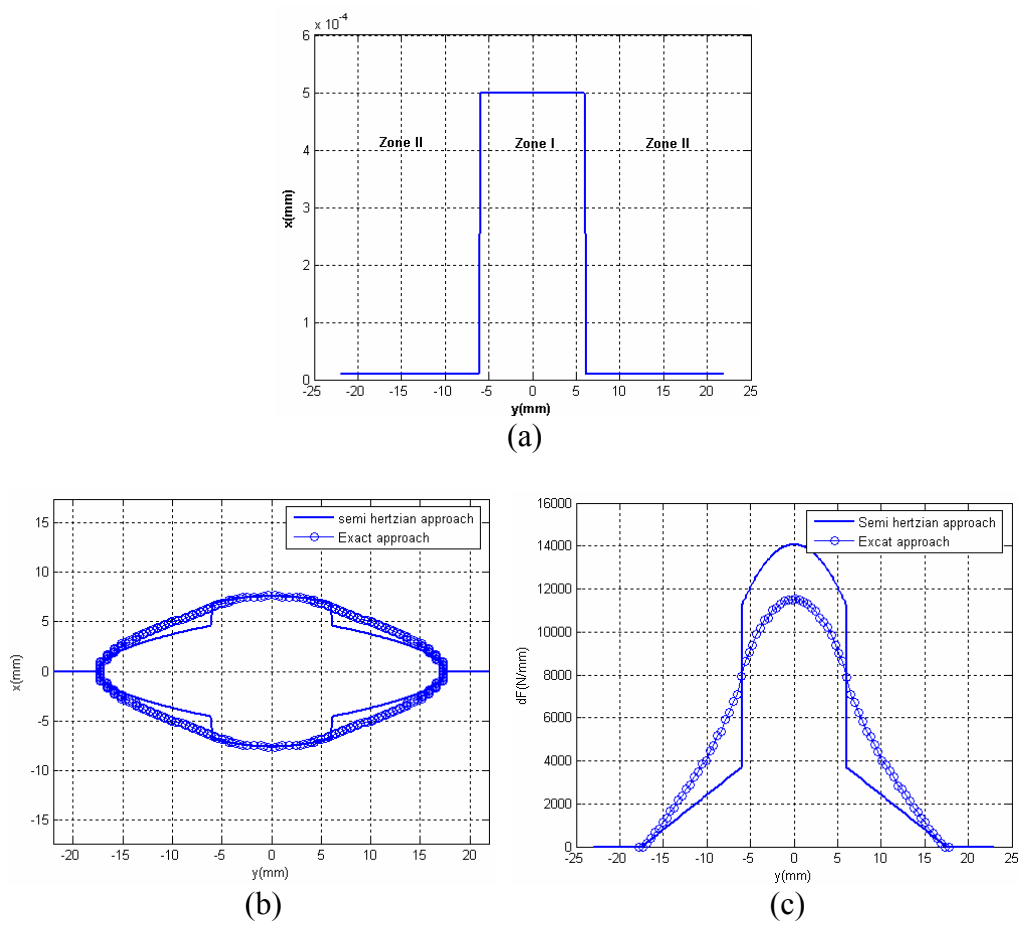 x 10^-4
6
5
4
3
2
1
0
x(mm)
Zone II
Zone I
Zone II
-25 -20 -15 -10 -5 0 5 10 15 20 25
y(mm)
(a)
15
10
5
0
-5
-10
-15
x(mm)
semi hertzian approach
Exact approach
-20 -15 -10 -5 0 5 10 15 20
y(mm)
(b)
16000
14000
12000
10000
8000
6000
4000
2000
0
dF(N/mm)
Semi hertzian approach
Excat approach
-25 -20 -15 -10 -5 0 5 10 15 20 25
y(mm)
(c)